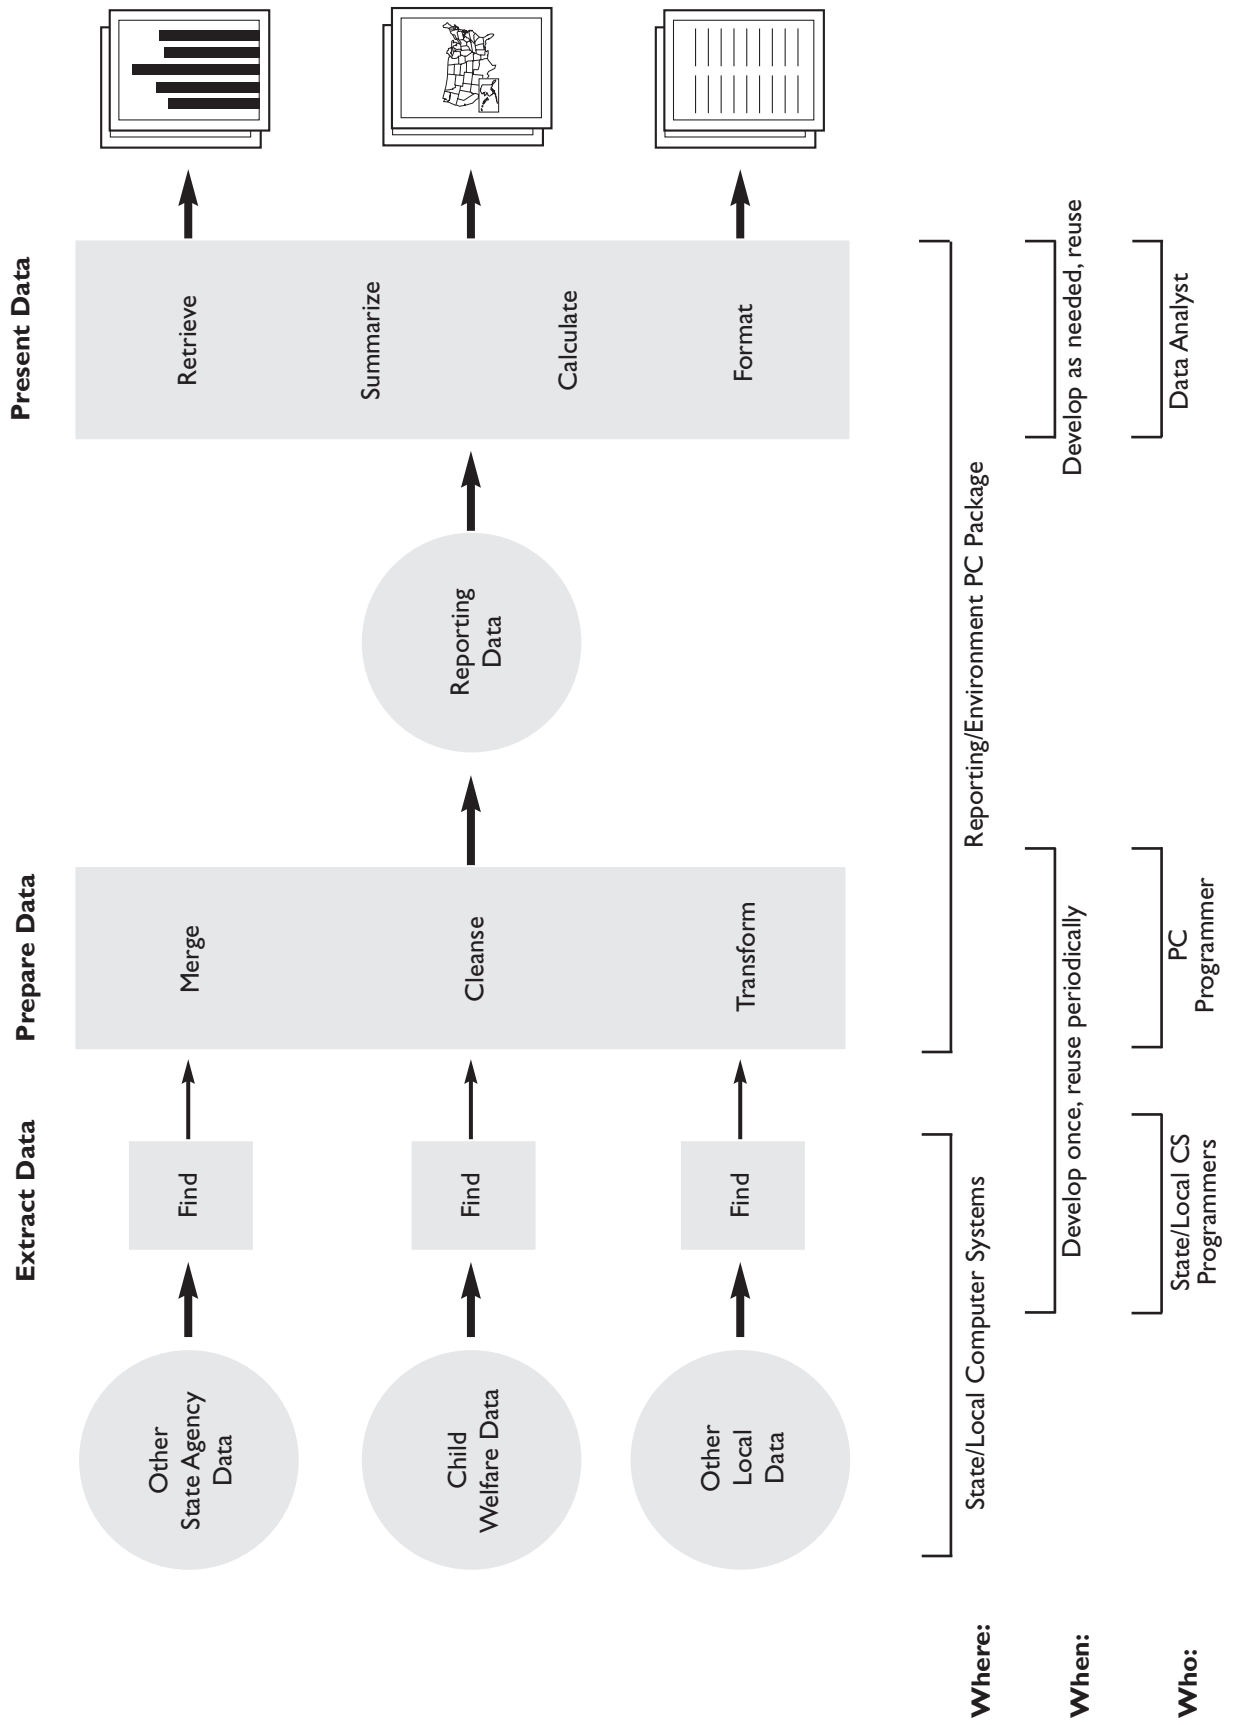 Extract Data
Prepare Data
Present Data
Other
State Agency
Data
Find
Merge
Retrieve
Summarize
Child
Welfare Data
Find
Cleanse
Reporting
Data
Calculate
Other
Local
Data
Find
Transform
Format
Where:
State/Local Computer Systems
Reporting/Environment PC Package
When:
Develop once, reuse periodically
Develop as needed, reuse
Who:
State/Local CS
Programmers
PC
Programmer
Data Analyst